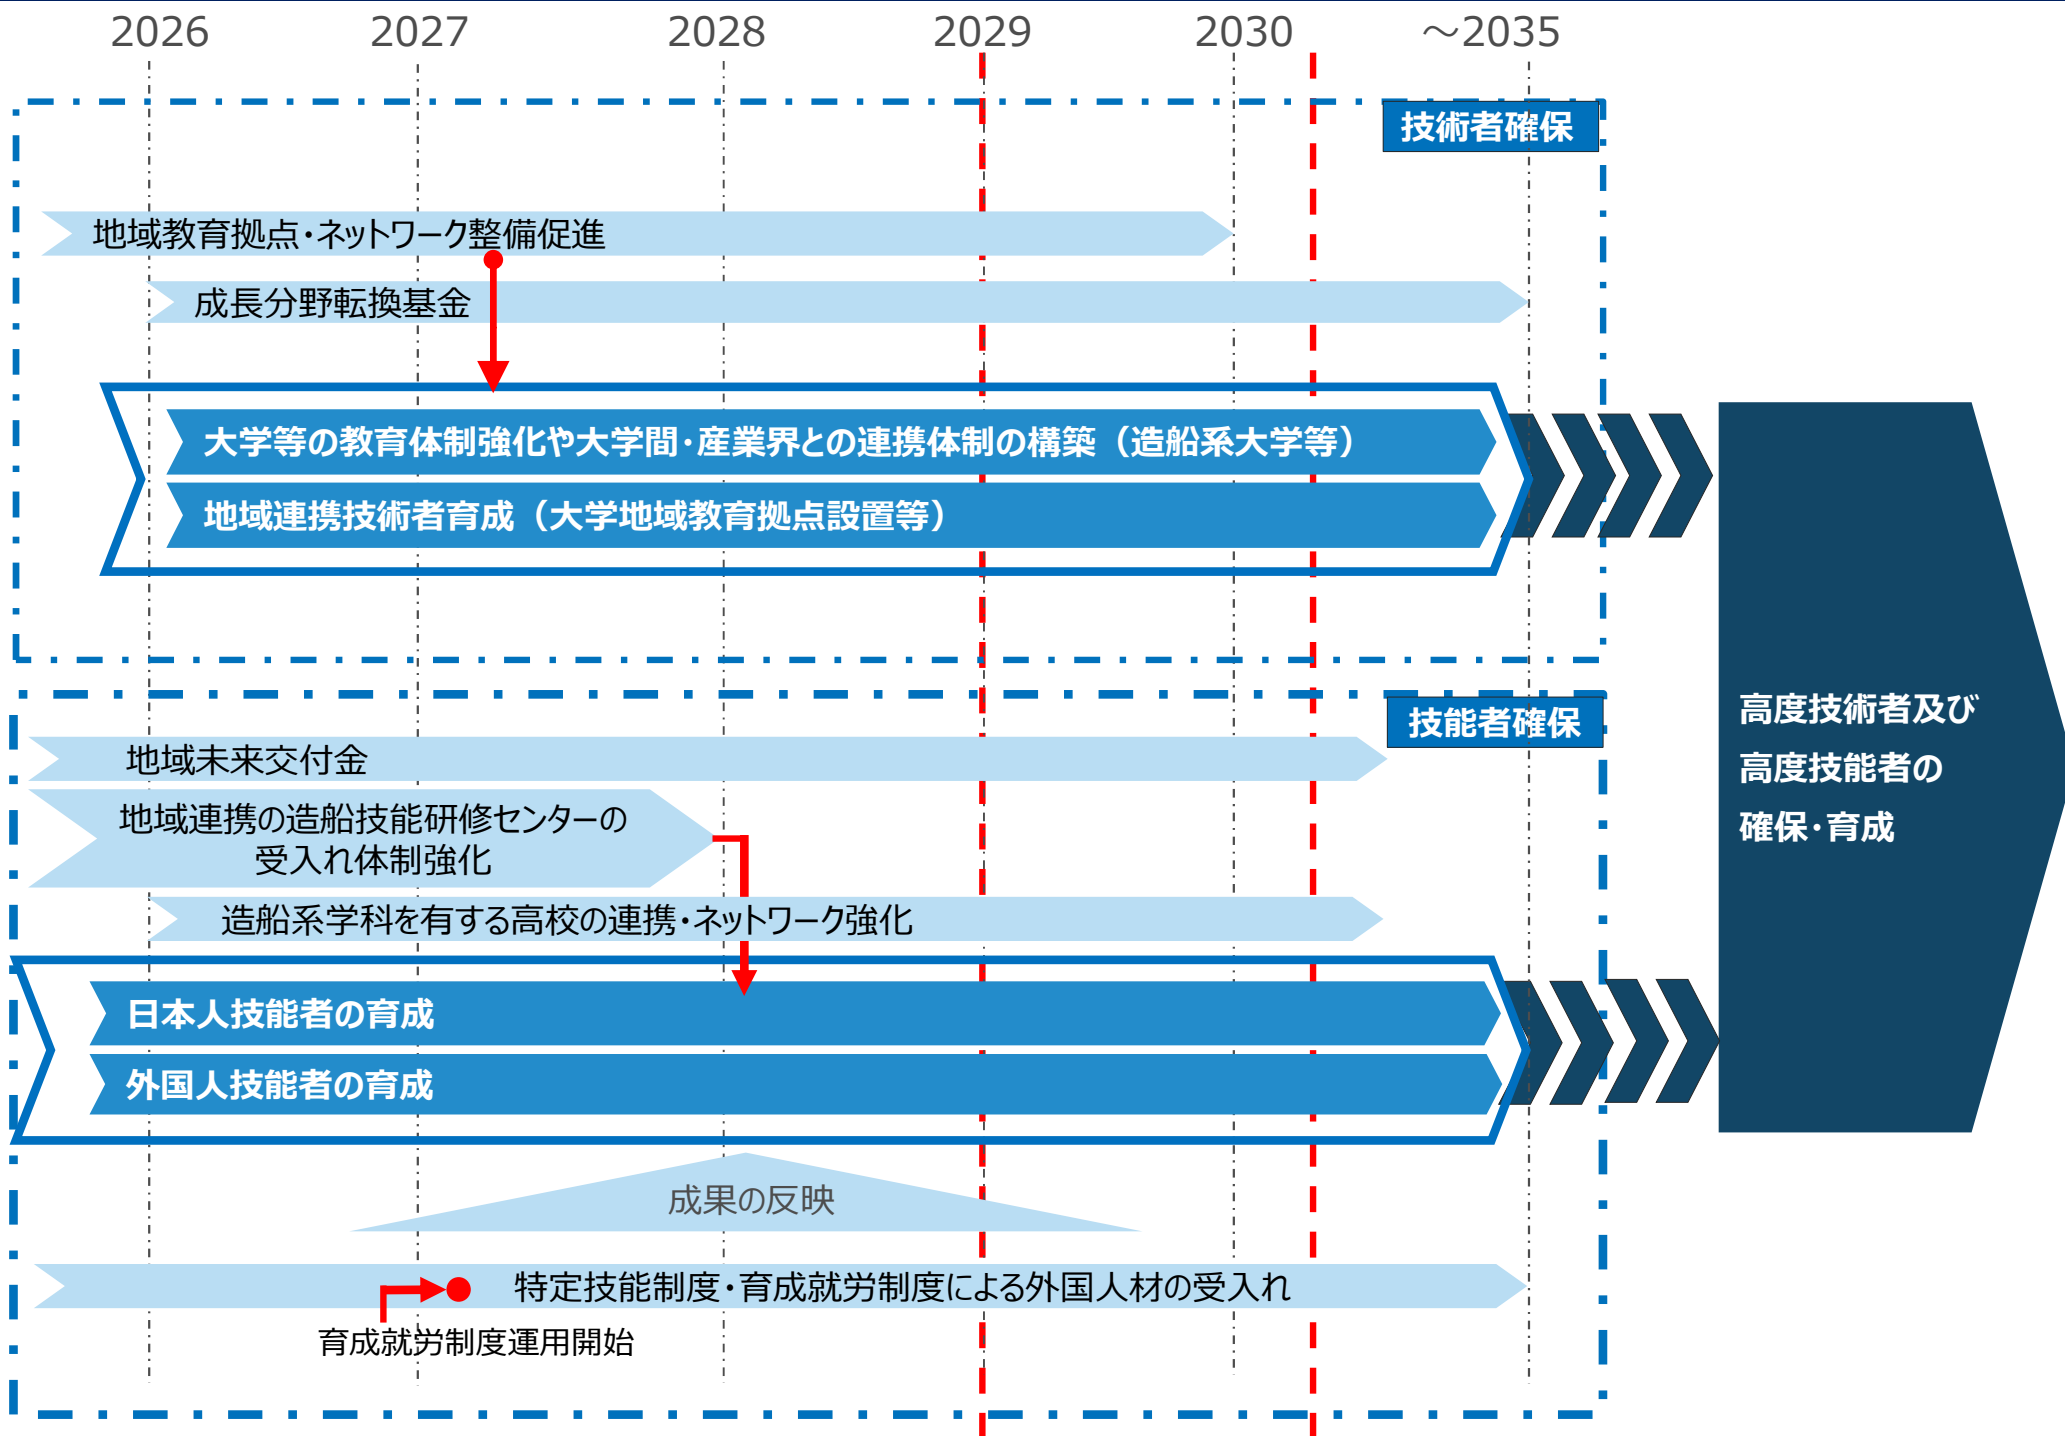 2026 2027 2028 2029 2030 ～2035
技術者確保
地域教育拠点・ネットワーク整備促進
成長分野転換基金
大学等の教育体制強化や大学間・産業界との連携体制の構築（造船系大学等）
地域連携技術者育成（大学地域教育拠点設置等）
技能者確保
地域未来交付金
地域連携の造船技能研修センターの
受入れ体制強化
造船系学科を有する高校の連携・ネットワーク強化
日本人技能者の育成
外国人技能者の育成
成果の反映
特定技能制度・育成就労制度による外国人材の受入れ
育成就労制度運用開始
高度技術者及び
高度技能者の
確保・育成